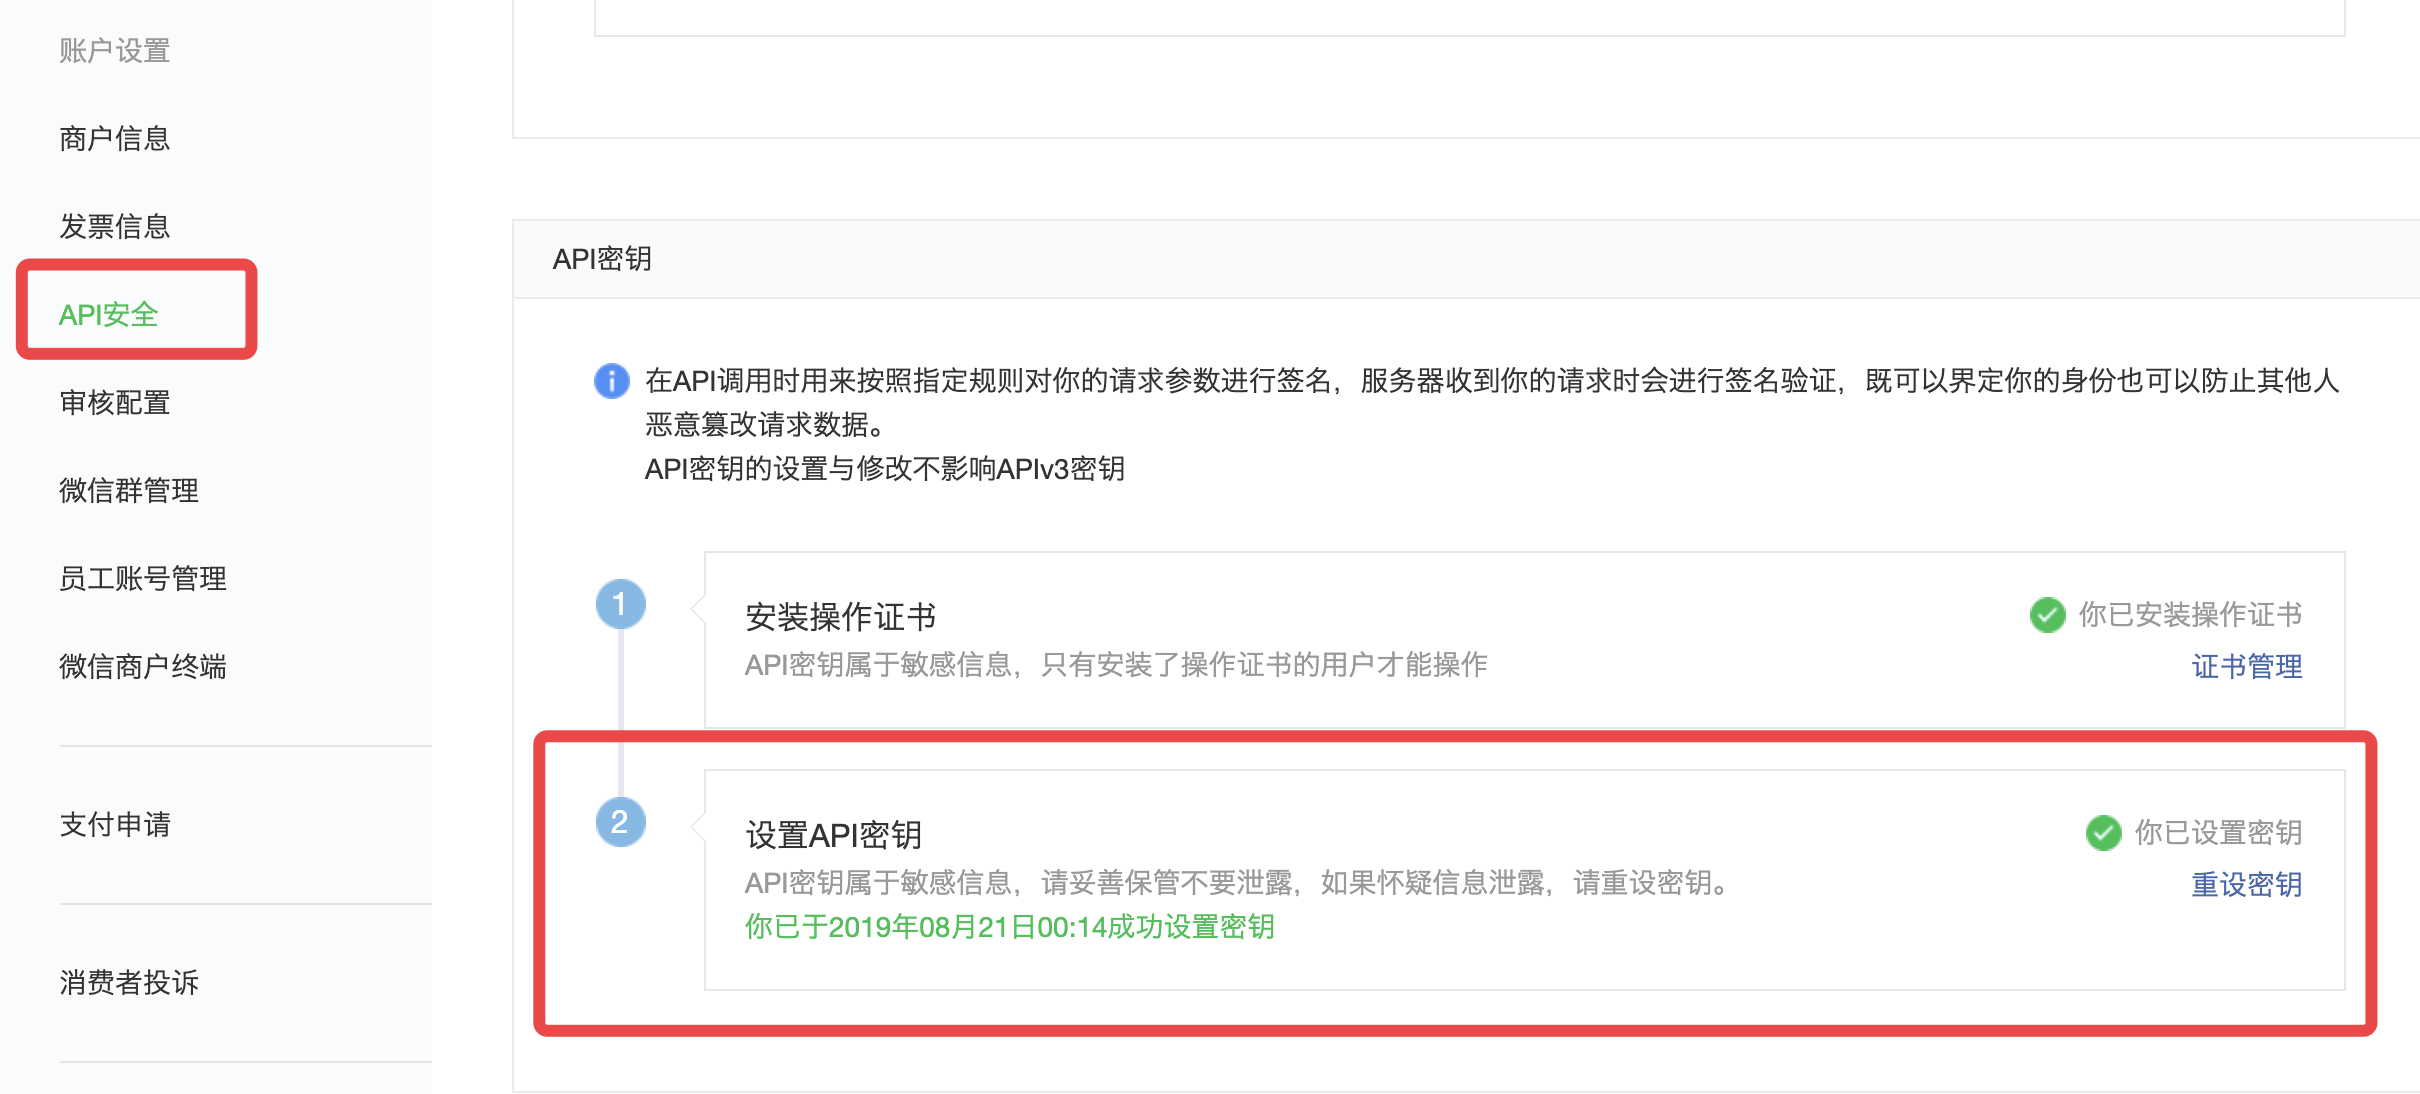 账户设置
商户信息
发票信息
API安全
审核配置
微信群管理
员工账号管理
微信商户终端
支付申请
消费者投诉
API密钥
在API调用时用来按照指定规则对你的请求参数进行签名，服务器收到你的请求时会进行签名验证，既可以界定你的身份也可以防止其他人
恶意篡改请求数据。
API密钥的设置与修改不影响APIv3密钥
1
安装操作证书
你已安装操作证书
API密钥属于敏感信息，只有安装了操作证书的用户才能操作
证书管理
2
设置API密钥
你已设置密钥
API密钥属于敏感信息，请妥善保管不要泄露，如果怀疑信息泄露，请重设密钥。
重设密钥
你已于2019年08月21日00:14成功设置密钥